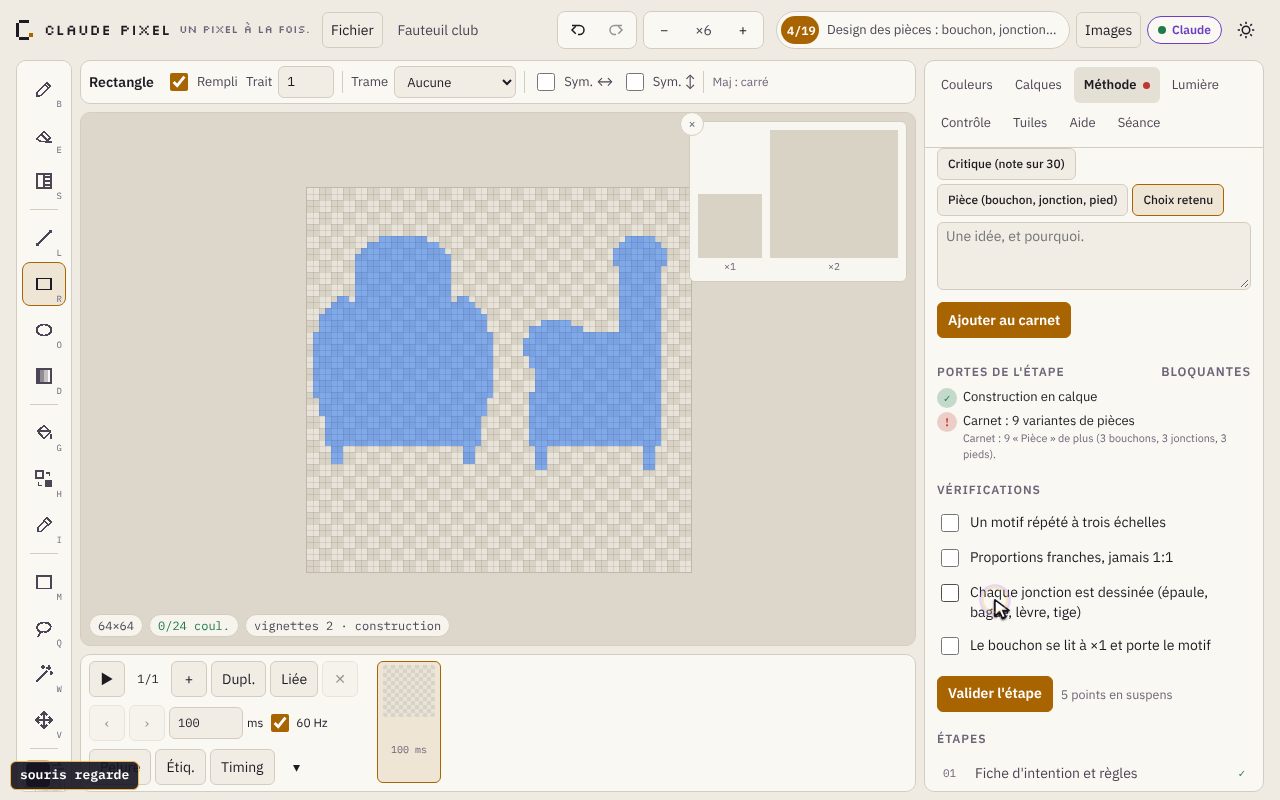 CLAUDE PIXEL UN PIXEL À LA FOIS. Fichier Fauteuil club − ×6 + 4/19 Design des pièces : bouchon, jonction... Images Claude
Rectangle Rempli Trait 1 Trame Aucune Sym. ↔ Sym. ↕ Maj : carré
Couleurs Calques Méthode Lumière
Contrôle Tuiles Aide Séance
B
E
S
L
R
O
D
G
H
I
M
Q
W
V
×
×1 ×2
Critique (note sur 30)
Pièce (bouchon, jonction, pied) Choix retenu
Une idée, et pourquoi.
Ajouter au carnet
PORTES DE L'ÉTAPE BLOQUANTES
✓ Construction en calque
! Carnet : 9 variantes de pièces
Carnet : 9 « Pièce » de plus (3 bouchons, 3 jonctions, 3
pieds).
VÉRIFICATIONS
Un motif répété à trois échelles
Proportions franches, jamais 1:1
Chaque jonction est dessinée (épaule,
bague, lèvre, tige)
Le bouchon se lit à ×1 et porte le motif
Valider l'étape 5 points en suspens
ÉTAPES
01 Fiche d'intention et règles ✓
64×64 0/24 coul. vignettes 2 · construction
1/1 + Dupl. Liée ×
‹ › 100 ms 60 Hz
Étiq. Timing ▼
100 ms
souris regarde